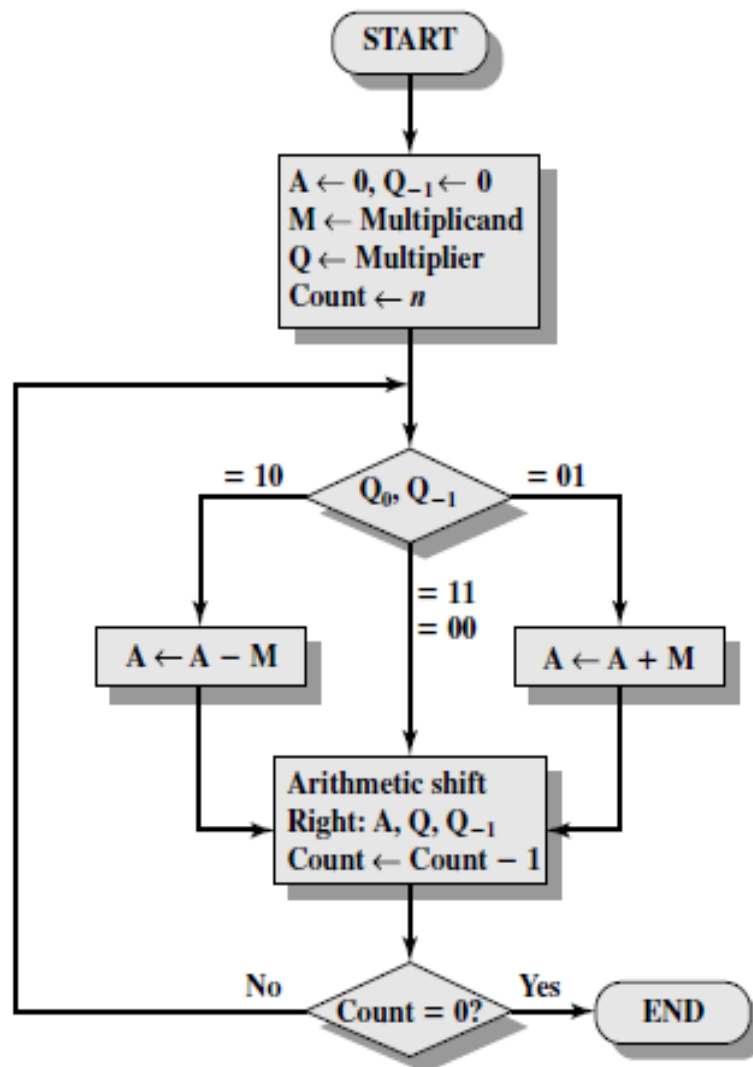 START
A ← 0, Q₋₁ ← 0
M ← Multiplicand
Q ← Multiplier
Count ← n
= 10
Q₀, Q₋₁
= 01
= 11
= 00
A ← A − M
A ← A + M
Arithmetic shift
Right: A, Q, Q₋₁
Count ← Count − 1
No
Count = 0?
Yes
END